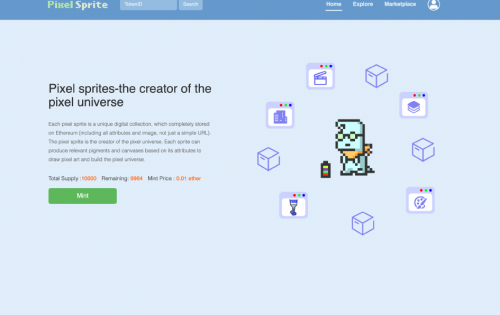 Pixel Sprite
TokenID
Search
Home Explore Marketplace
Pixel sprites-the creator of the
pixel universe
Each pixel sprite is a unique digital collection, which completely stored
on Ethereum (including all attributes and image, not just a simple URL).
The pixel sprite is the creator of the pixel universe. Each sprite can
produce relevant pigments and canvases based on its attributes to
draw pixel art and build the pixel universe.
Total Supply :10000 Remaining: 9964 Mint Price : 0.01 ether
Mint